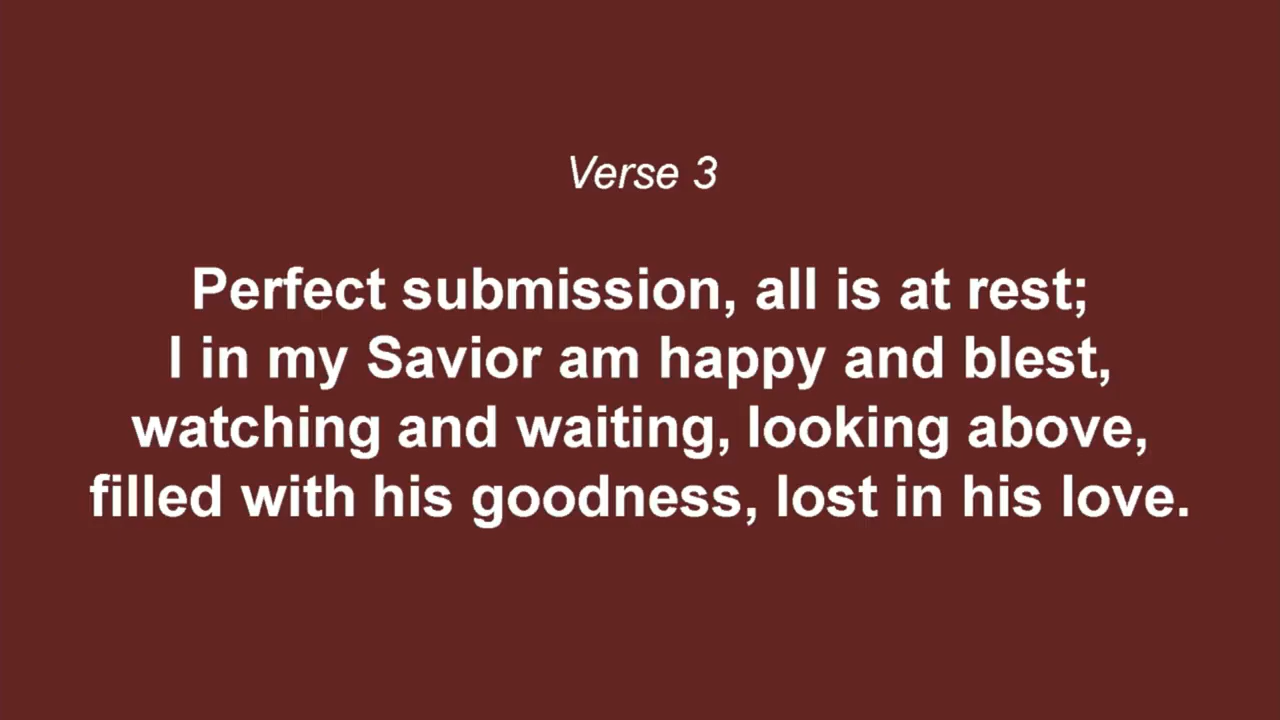 Verse 3
Perfect submission, all is at rest;
I in my Savior am happy and blest,
watching and waiting, looking above,
filled with his goodness, lost in his love.